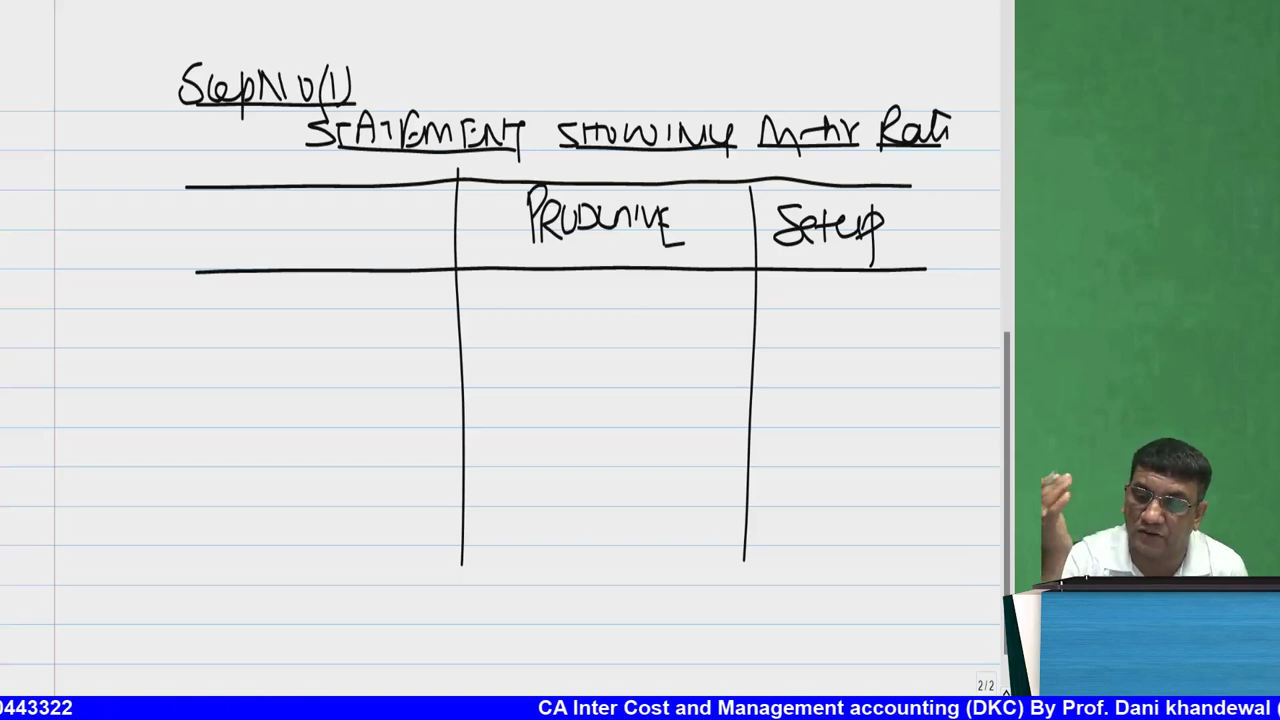 Step No (1)
STATEMENT SHOWING M/hr Rate
PRODUCTIVE Setup
2/2
0443322 CA Inter Cost and Management accounting (DKC) By Prof. Dani khandewal